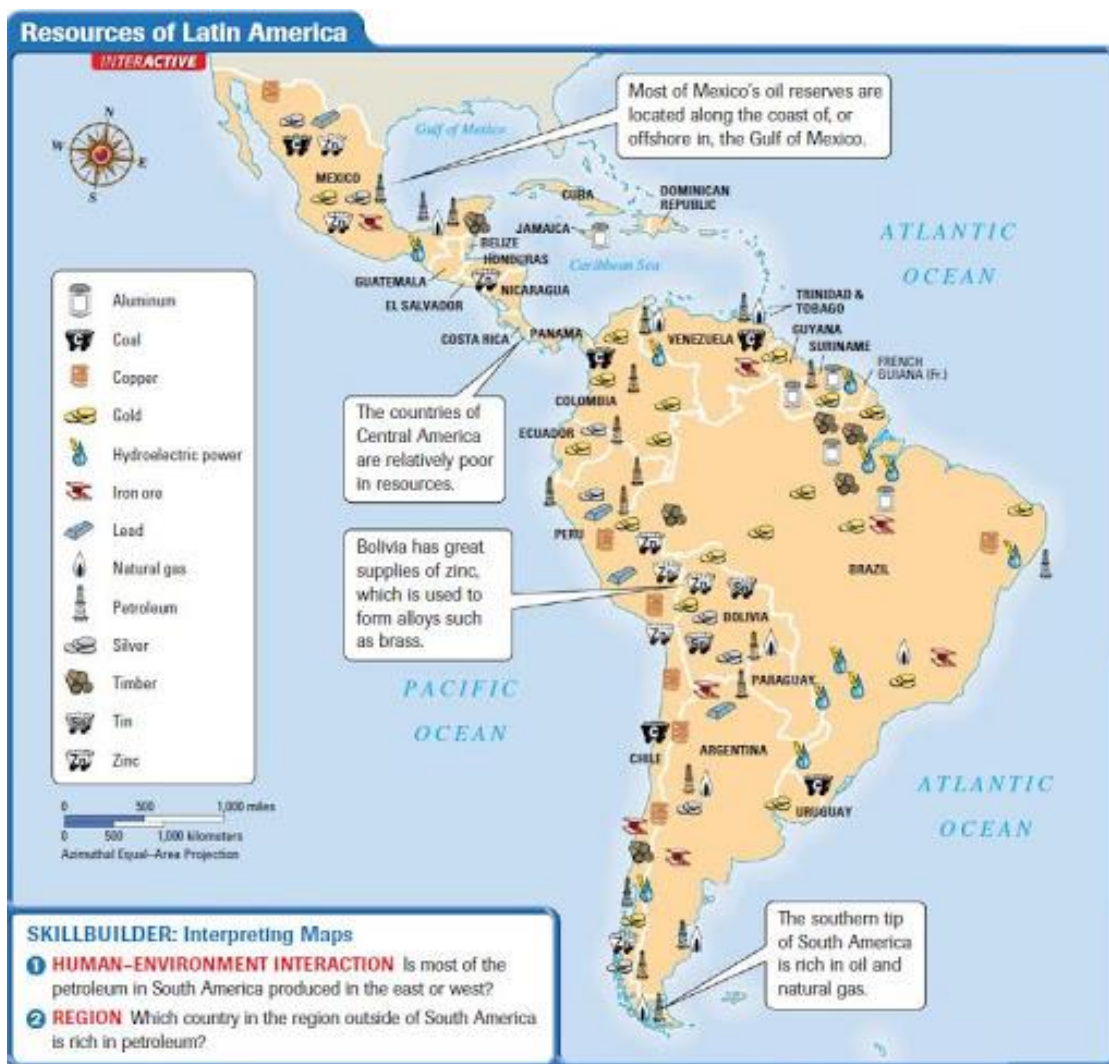 Resources of Latin America
INTERACTIVE
N
W
E
S
Most of Mexico's oil reserves are
located along the coast of, or
offshore in, the Gulf of Mexico.
Gulf of Mexico
MEXICO
CUBA
DOMINICAN
REPUBLIC
JAMAICA
BELIZE
HONDURAS
Caribbean Sea
GUATEMALA
EL SALVADOR
NICARAGUA
COSTA RICA
PANAMA
ATLANTIC
OCEAN
TRINIDAD &
TOBAGO
VENEZUELA
GUYANA
SURINAME
FRENCH
GUIANA (Fr.)
COLOMBIA
ECUADOR
PERU
BRAZIL
BOLIVIA
PARAGUAY
CHILE
ARGENTINA
URUGUAY
The countries of
Central America
are relatively poor
in resources.
Bolivia has great
supplies of zinc,
which is used to
form alloys such
as brass.
PACIFIC
OCEAN
ATLANTIC
OCEAN
The southern tip
of South America
is rich in oil and
natural gas.
Aluminum
C Coal
Copper
Gold
Hydroelectric power
Iron ore
Lead
Natural gas
Petroleum
Silver
Timber
Sn Tin
Zn Zinc
0 500 1,000 miles
0 500 1,000 kilometers
Azimuthal Equal–Area Projection
SKILLBUILDER: Interpreting Maps
1 HUMAN–ENVIRONMENT INTERACTION Is most of the
petroleum in South America produced in the east or west?
2 REGION Which country in the region outside of South America
is rich in petroleum?